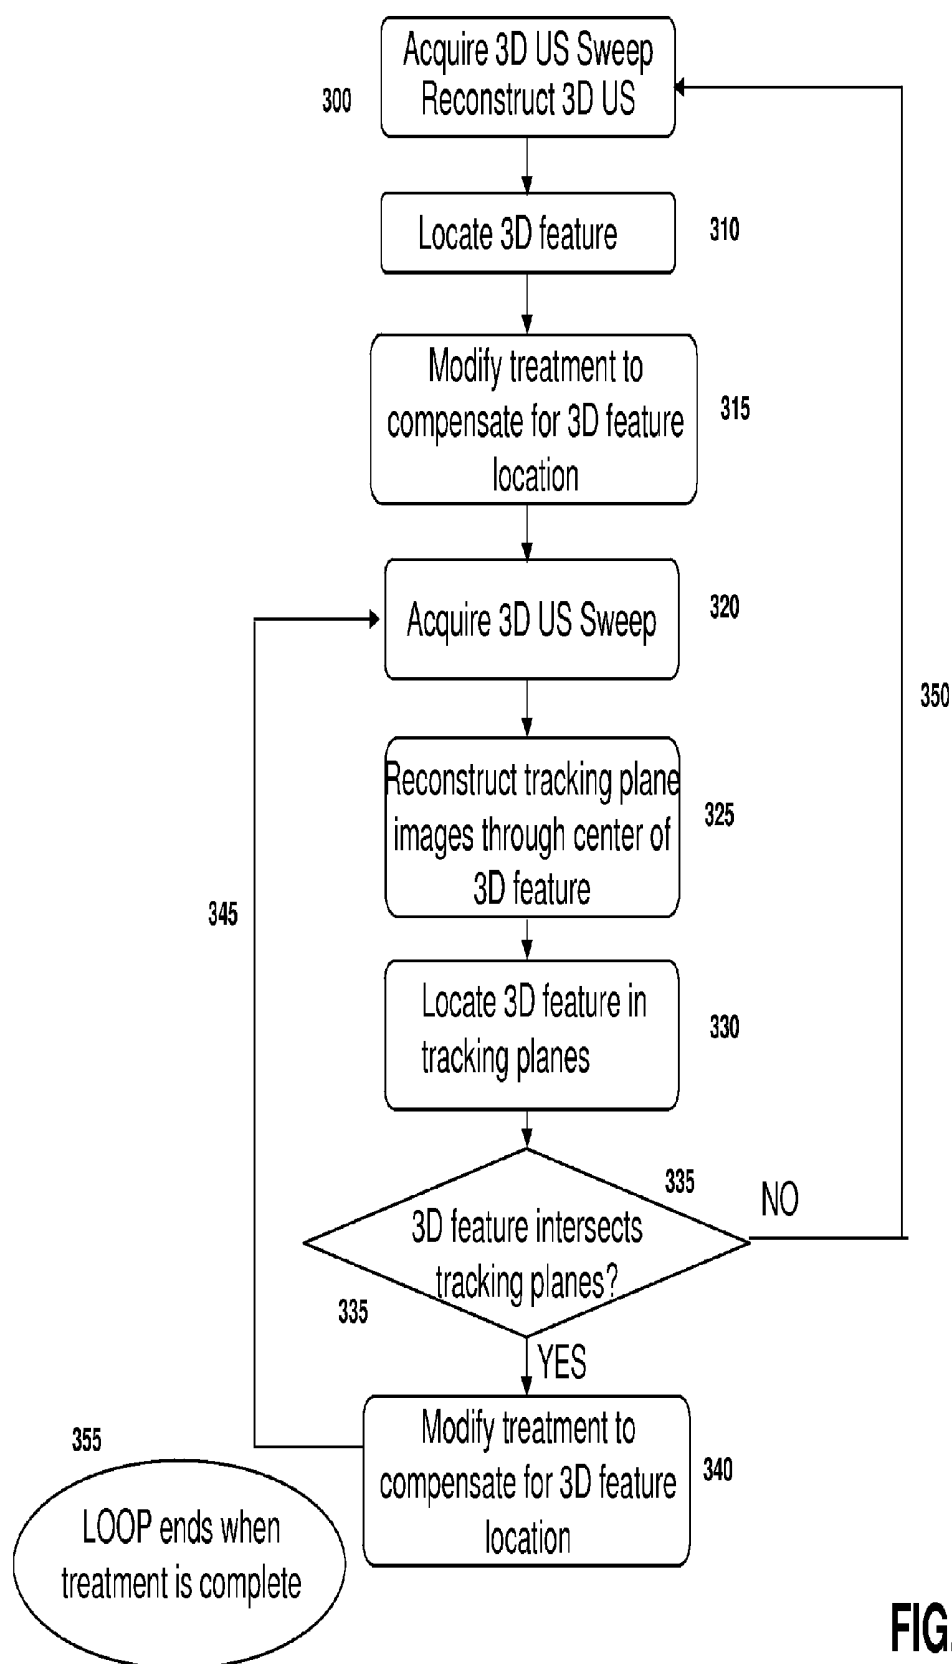 Acquire 3D US Sweep
Reconstruct 3D US
300
Locate 3D feature
310
Modify treatment to
compensate for 3D feature
location
315
Acquire 3D US Sweep
320
350
Reconstruct tracking plane
images through center of
3D feature
325
345
Locate 3D feature in
tracking planes
330
335
NO
3D feature intersects
tracking planes?
335
YES
Modify treatment to
compensate for 3D feature
location
340
355
LOOP ends when
treatment is complete
FIG.